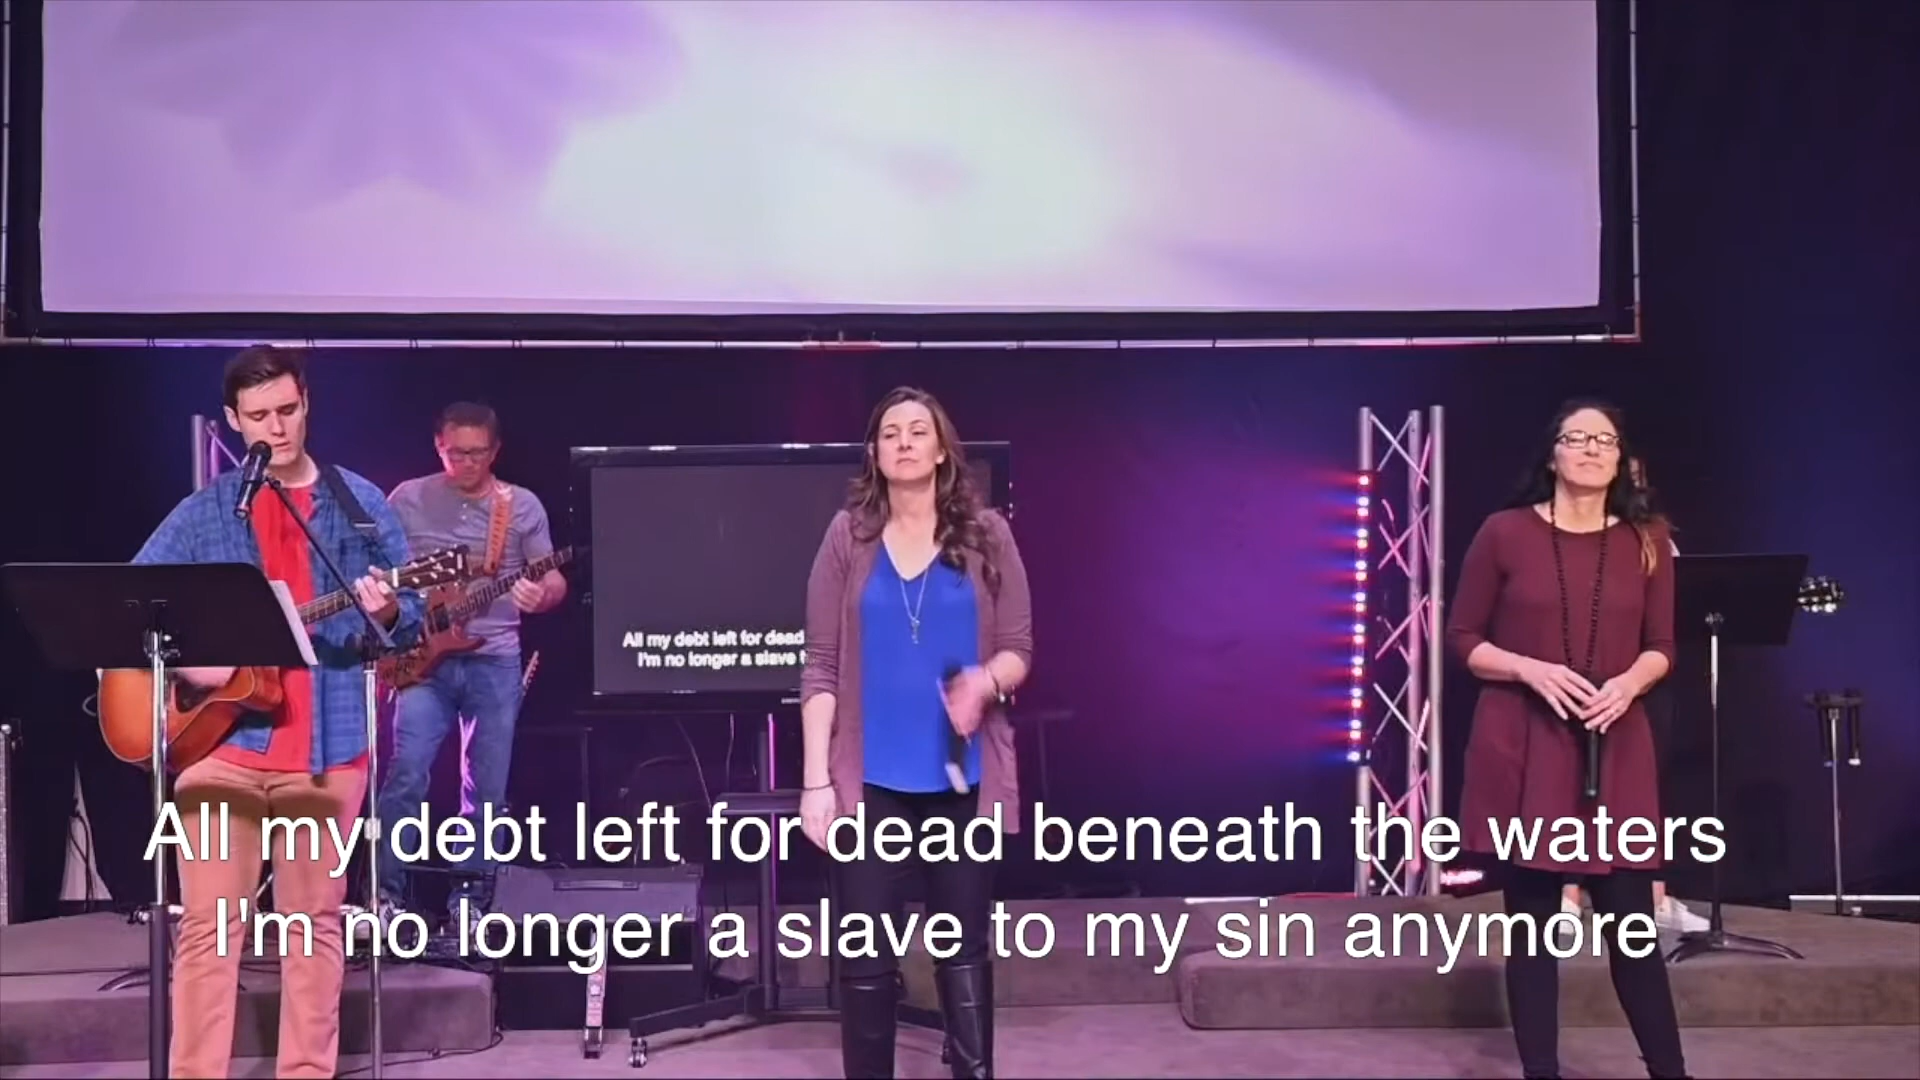 All my debt left for dead
I'm no longer a slave
All my debt left for dead beneath the waters
I'm no longer a slave to my sin anymore